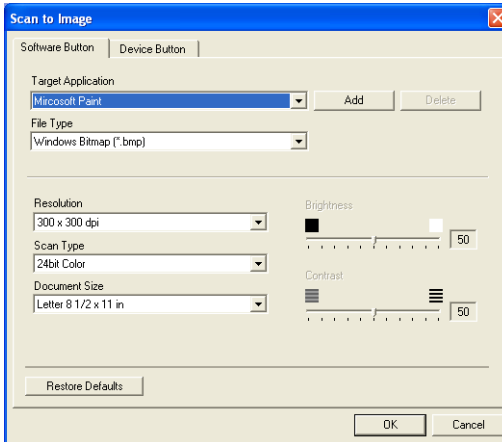 Scan to Image
Software Button
Device Button
Target Application
Mircosoft Paint
Add
Delete
File Type
Windows Bitmap (*.bmp)
Resolution
300 x 300 dpi
Scan Type
24bit Color
Document Size
Letter 8 1/2 x 11 in
Brightness
50
Contrast
50
Restore Defaults
OK
Cancel